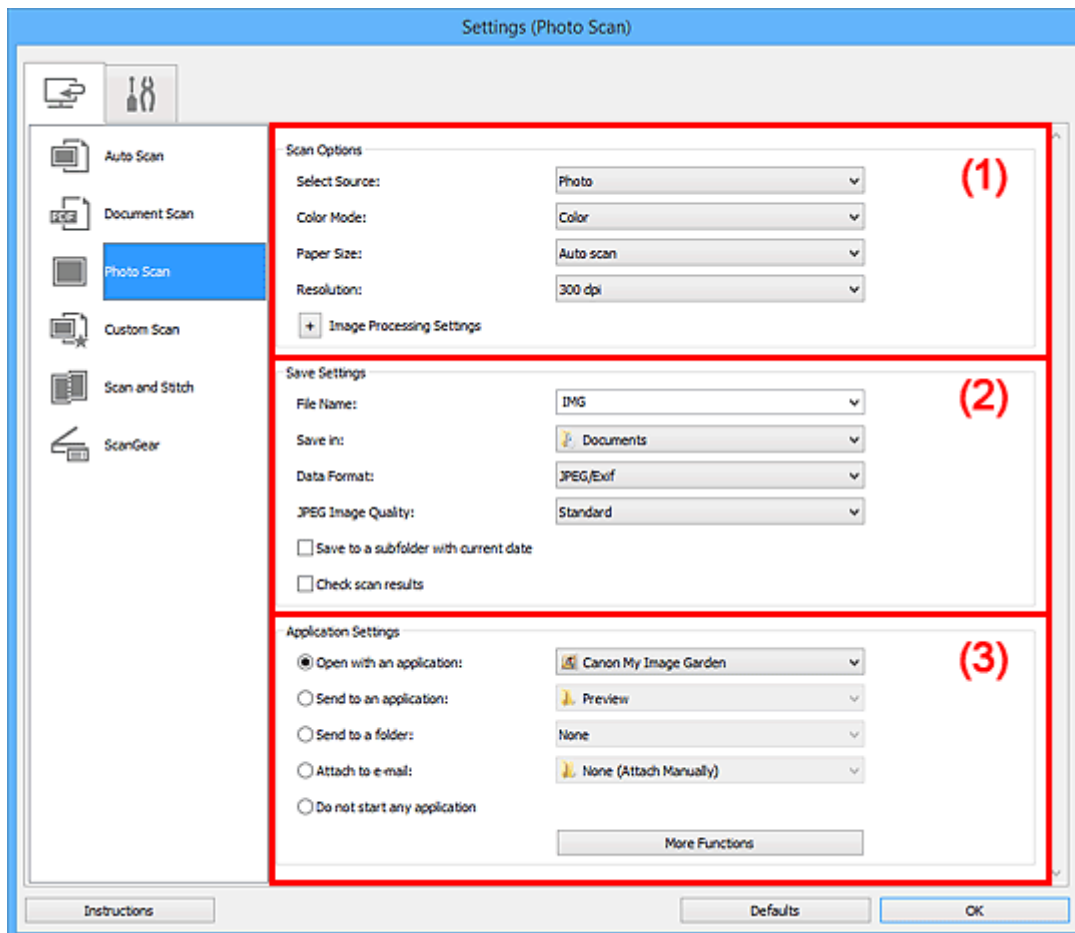 Settings (Photo Scan)
Auto Scan
PDF
Document Scan
Photo Scan
Custom Scan
Scan and Stitch
ScanGear
Scan Options
(1)
Select Source: Photo
Color Mode: Color
Paper Size: Auto scan
Resolution: 300 dpi
+ Image Processing Settings
Save Settings
(2)
File Name: IMG
Save in: Documents
Data Format: JPEG/Exif
JPEG Image Quality: Standard
Save to a subfolder with current date
Check scan results
Application Settings
(3)
Open with an application: Canon My Image Garden
Send to an application: Preview
Send to a folder: None
Attach to e-mail: None (Attach Manually)
Do not start any application
More Functions
Instructions Defaults OK